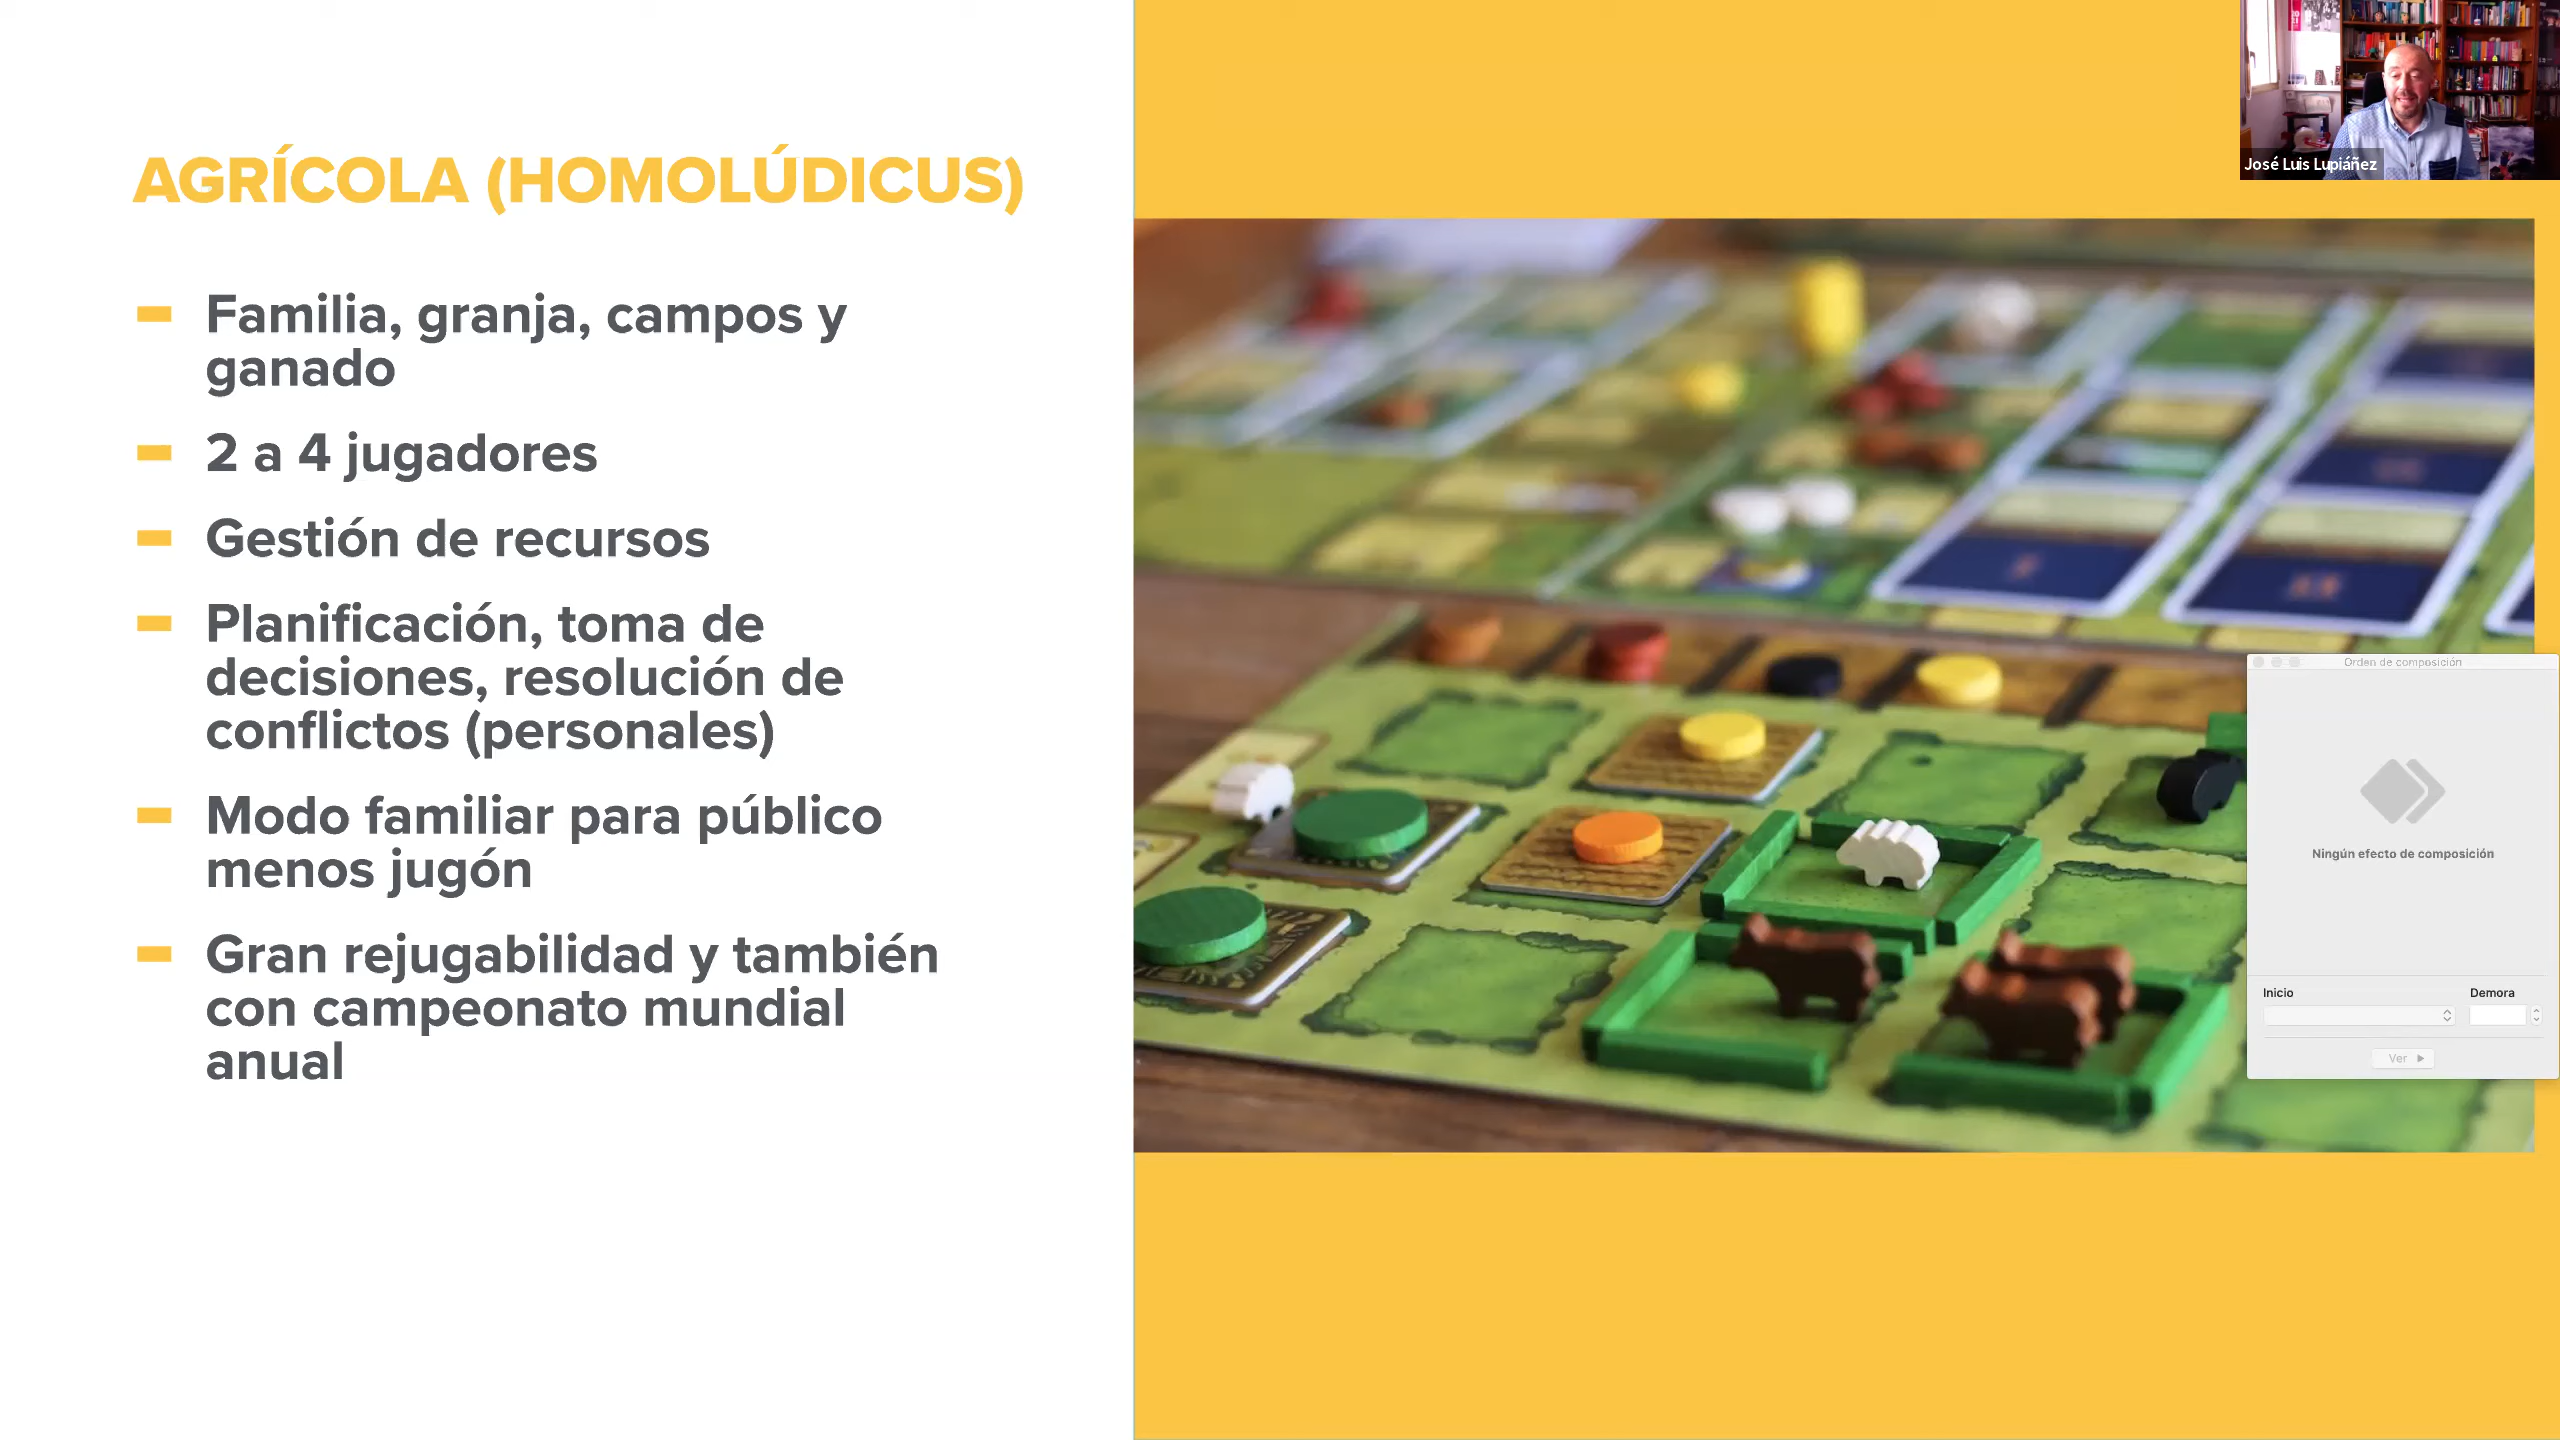 AGRÍCOLA (HOMOLÚDICUS)
Familia, granja, campos y
ganado
2 a 4 jugadores
Gestión de recursos
Planificación, toma de
decisiones, resolución de
conflictos (personales)
Modo familiar para público
menos jugón
Gran rejugabilidad y también
con campeonato mundial
anual
José Luis Lupiáñez
Orden de composición
Ningún efecto de composición
Inicio
Demora
Ver